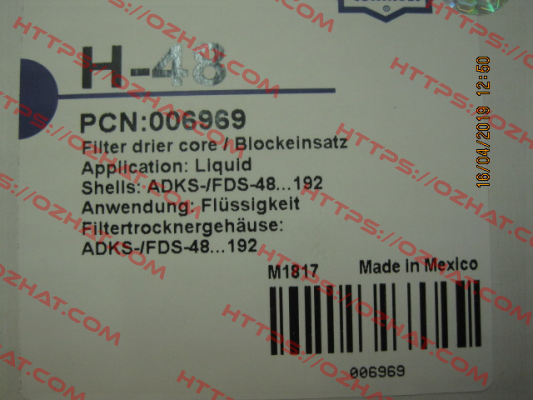 H-48
PCN:006969
Filter drier core / Blockeinsatz
Application: Liquid
Shells: ADKS-/FDS-48...192
Anwendung: Flüssigkeit
Filtertrocknergehäuse:
ADKS-/FDS-48...192
M1817 Made in Mexico
006969
16/04/2019 12:50
HTTPS://OZHAT.COM